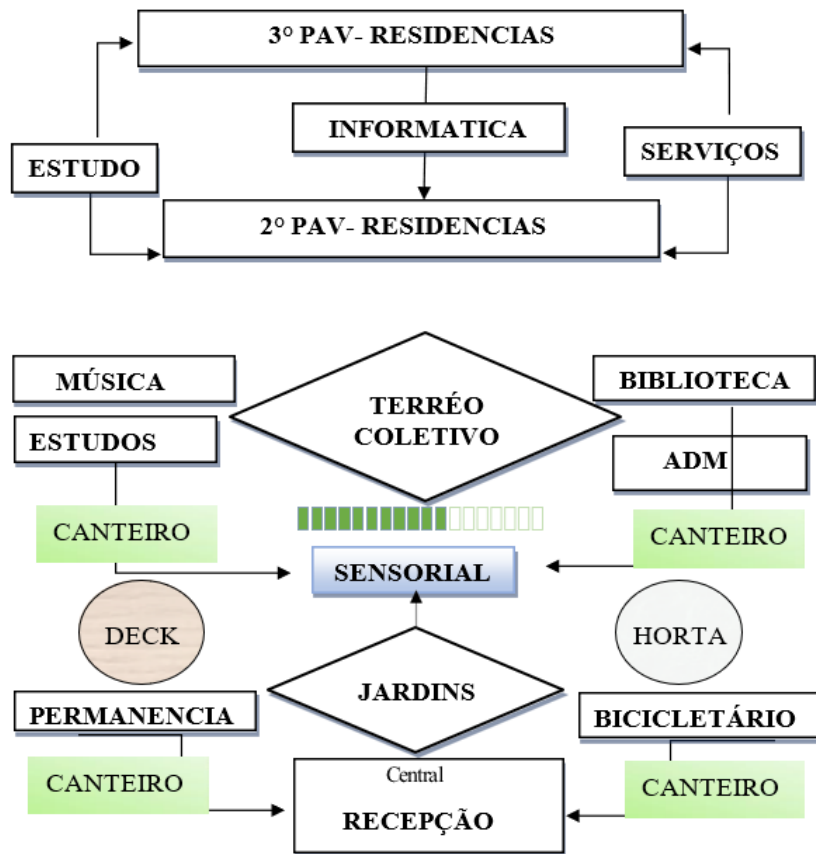 3° PAV- RESIDENCIAS
INFORMATICA
ESTUDO
SERVIÇOS
2° PAV- RESIDENCIAS
MÚSICA
TERRÉO
COLETIVO
BIBLIOTECA
ESTUDOS
ADM
CANTEIRO
CANTEIRO
SENSORIAL
DECK
HORTA
JARDINS
PERMANENCIA
BICICLETÁRIO
CANTEIRO
Central
RECEPÇÃO
CANTEIRO